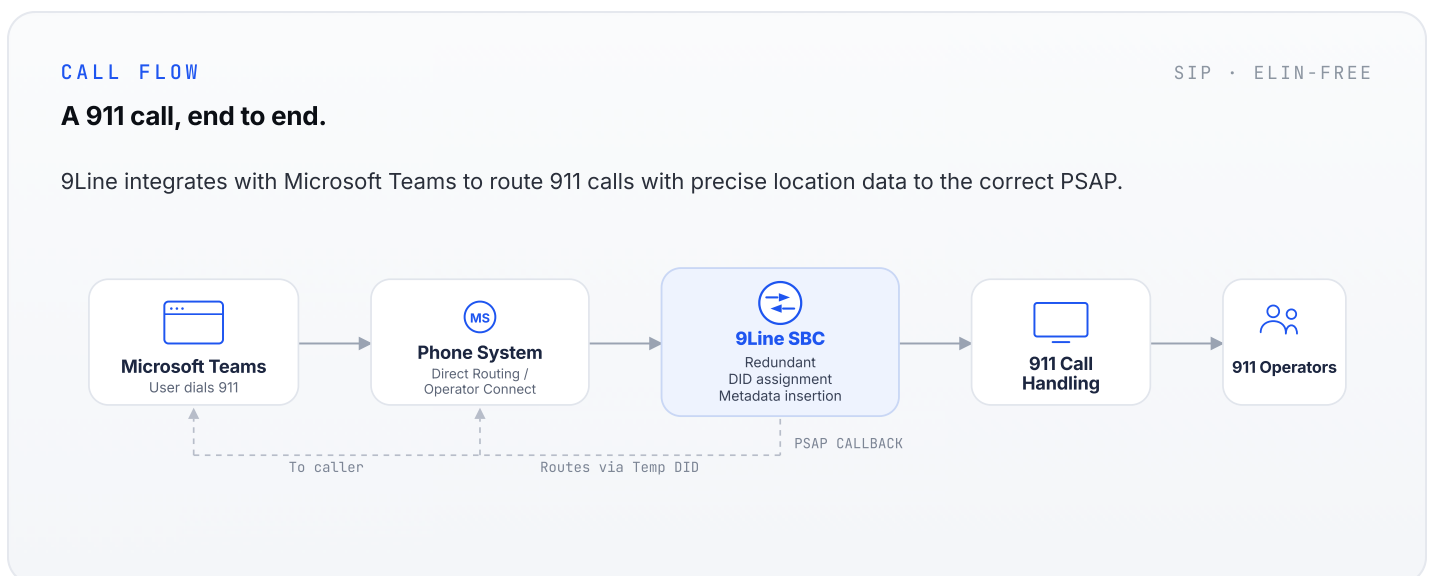 CALL FLOW
SIP · ELIN-FREE
A 911 call, end to end.
9Line integrates with Microsoft Teams to route 911 calls with precise location data to the correct PSAP.
Microsoft Teams
User dials 911
MS
Phone System
Direct Routing /
Operator Connect
9Line SBC
Redundant
DID assignment
Metadata insertion
911 Call
Handling
911 Operators
PSAP CALLBACK
To caller
Routes via Temp DID